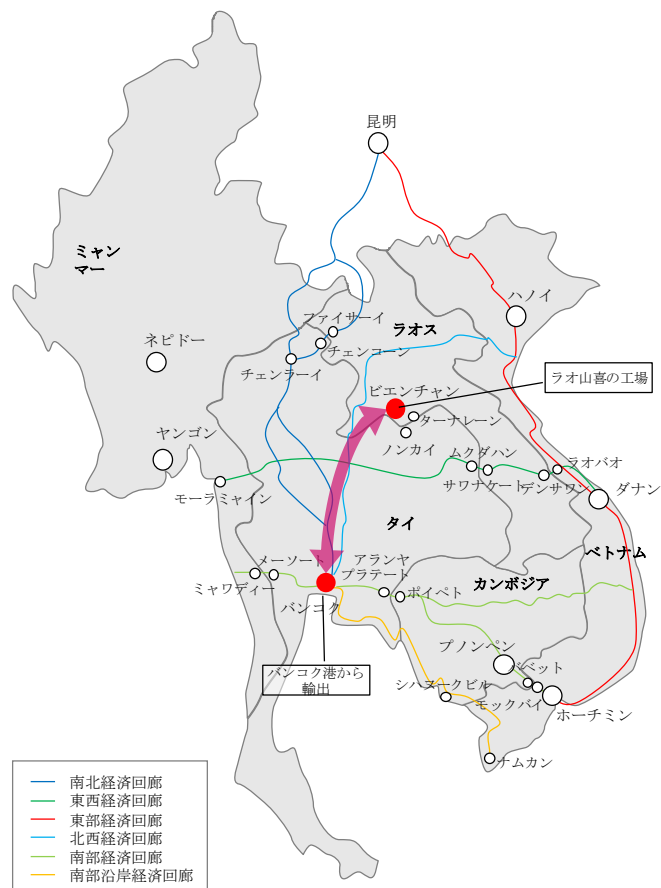 昆明
ミャン
マー
ハノイ
ファイサーイ
ラオス
ネピドー
チェンコーン
チェンラーイ
ラオ山喜の工場
ビエンチャン
ターナレーン
ヤンゴン
ノンカイ
ムクダハン
ラオバオ
サワナケート
デンサワン
ダナン
モーラミャイン
タイ
ベトナム
メーソート
アランヤ
プラテート
カンボジア
ミャワディー
ポイペト
バンコク
プノンペン
バベット
バンコク港から
輸出
シハヌークビル
モックバイ
ホーチミン
ナムカン
南北経済回廊
東西経済回廊
東部経済回廊
北西経済回廊
南部経済回廊
南部沿岸経済回廊